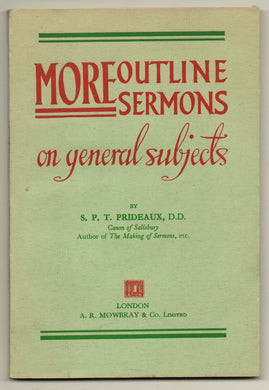 MORE OUTLINE
SERMONS
on general subjects
BY
S. P. T. PRIDEAUX, D.D.
Canon of Salisbury
Author of The Making of Sermons, etc.
LONDON
A. R. MOWBRAY & Co. Limited